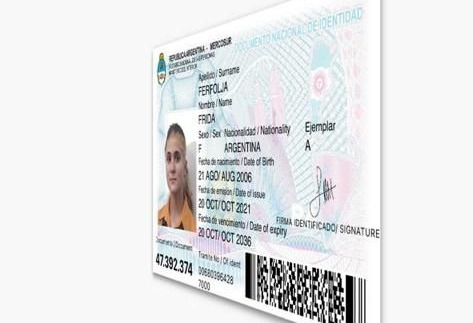 REPUBLICA ARGENTINA - MERCOSUR
DOCUMENTO NACIONAL DE IDENTIDAD
Apellido / Surname
FERFOLJA
Nombre / Name
FRIDA
Sexo / Sex Nacionalidad / Nationality Ejemplar
F ARGENTINA A
Fecha de nacimiento / Date of Birth
21 AGO/ AUG 2006
Fecha de emisión / Date of issue
20 OCT/ OCT 2021
FIRMA IDENTIFICADO/ SIGNATURE
Fecha de vencimiento / Date of expiry
20 OCT/ OCT 2036
Documento / Document
47.392.374
Tramite No. / Of. ident.
00680396428
7000